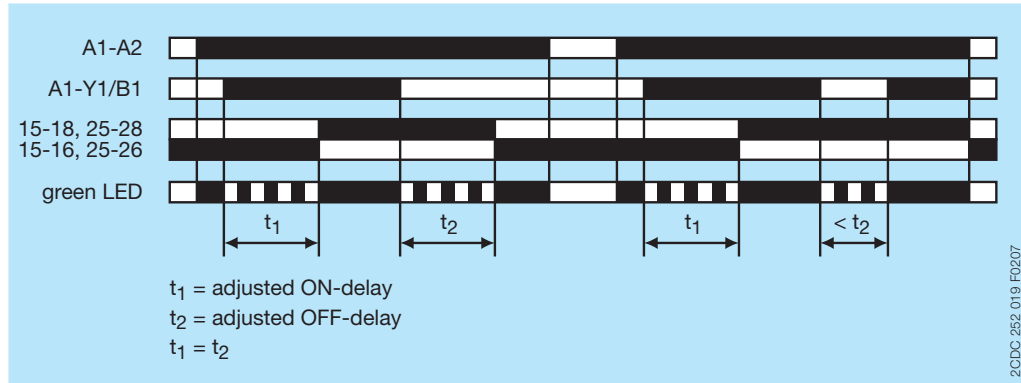 A1-A2
A1-Y1/B1
15-18, 25-28
15-16, 25-26
green LED
t₁ t₂ t₁ < t₂
t₁ = adjusted ON-delay
t₂ = adjusted OFF-delay
t₁ = t₂
2CDC 252 019 F0207